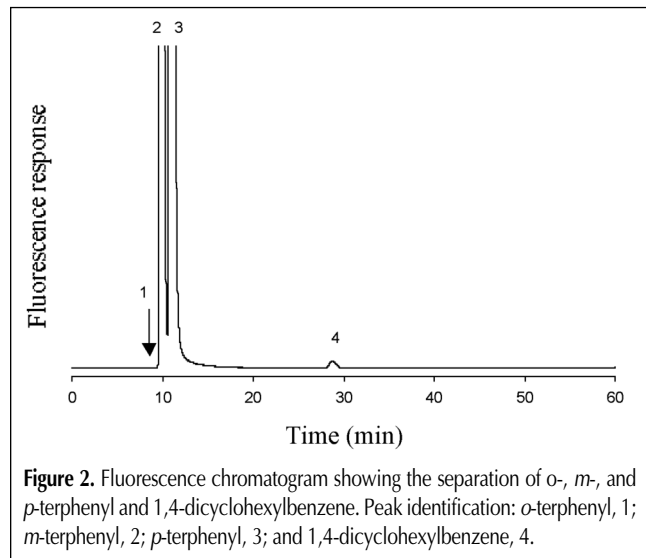 2 3
Fluorescence response
1
4
0 10 20 30 40 50 60
Time (min)
Figure 2. Fluorescence chromatogram showing the separation of o-, m-, and
p-terphenyl and 1,4-dicyclohexylbenzene. Peak identification: o-terphenyl, 1;
m-terphenyl, 2; p-terphenyl, 3; and 1,4-dicyclohexylbenzene, 4.